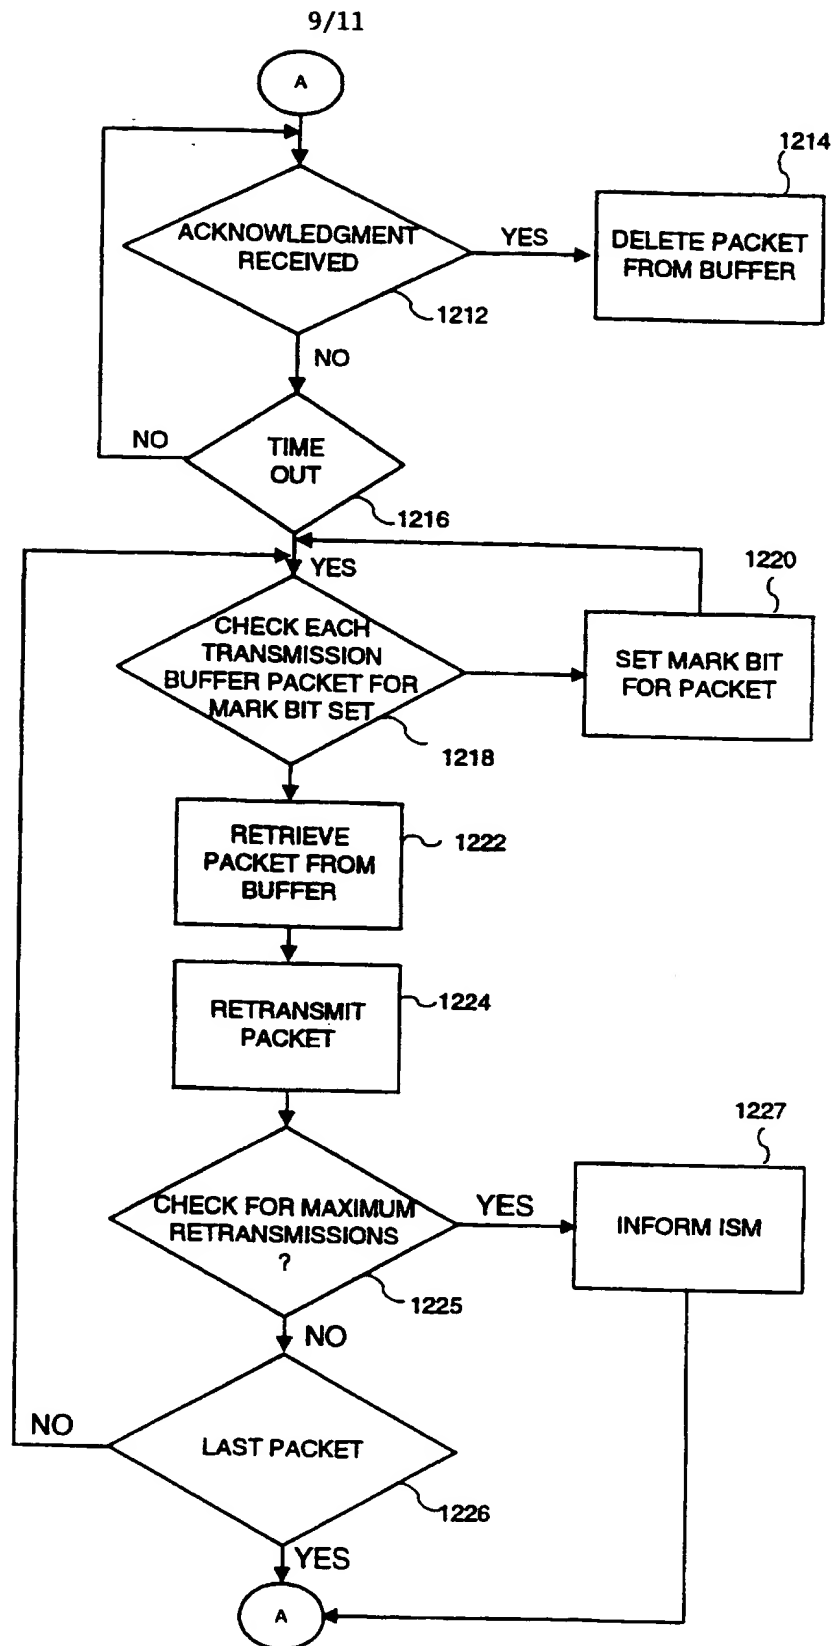 9/11
A
1214
ACKNOWLEDGMENT
RECEIVED
YES
DELETE PACKET
FROM BUFFER
1212
NO
NO
TIME
OUT
1216
YES
1220
CHECK EACH
TRANSMISSION
BUFFER PACKET FOR
MARK BIT SET
SET MARK BIT
FOR PACKET
1218
RETRIEVE
PACKET FROM
BUFFER
1222
RETRANSMIT
PACKET
1224
1227
CHECK FOR MAXIMUM
RETRANSMISSIONS
?
YES
INFORM ISM
1225
NO
NO
LAST PACKET
1226
YES
A